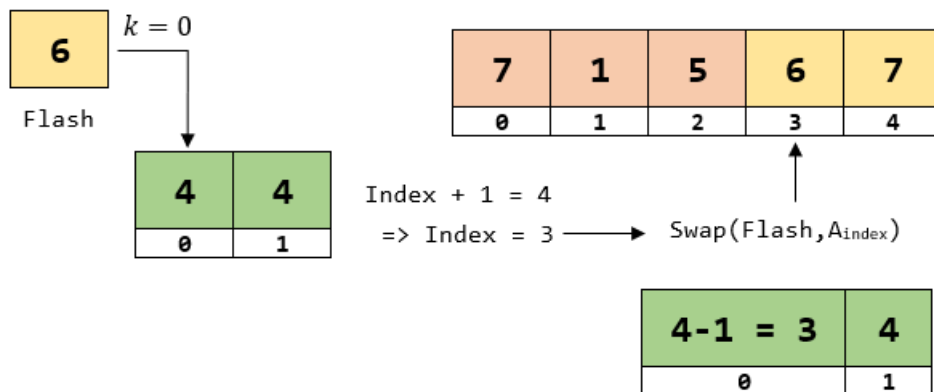 6
k = 0
Flash
7 1 5 6 7
0 1 2 3 4
4 4
0 1
Index + 1 = 4
=> Index = 3
Swap(Flash,Aindex)
4-1 = 3 4
0 1